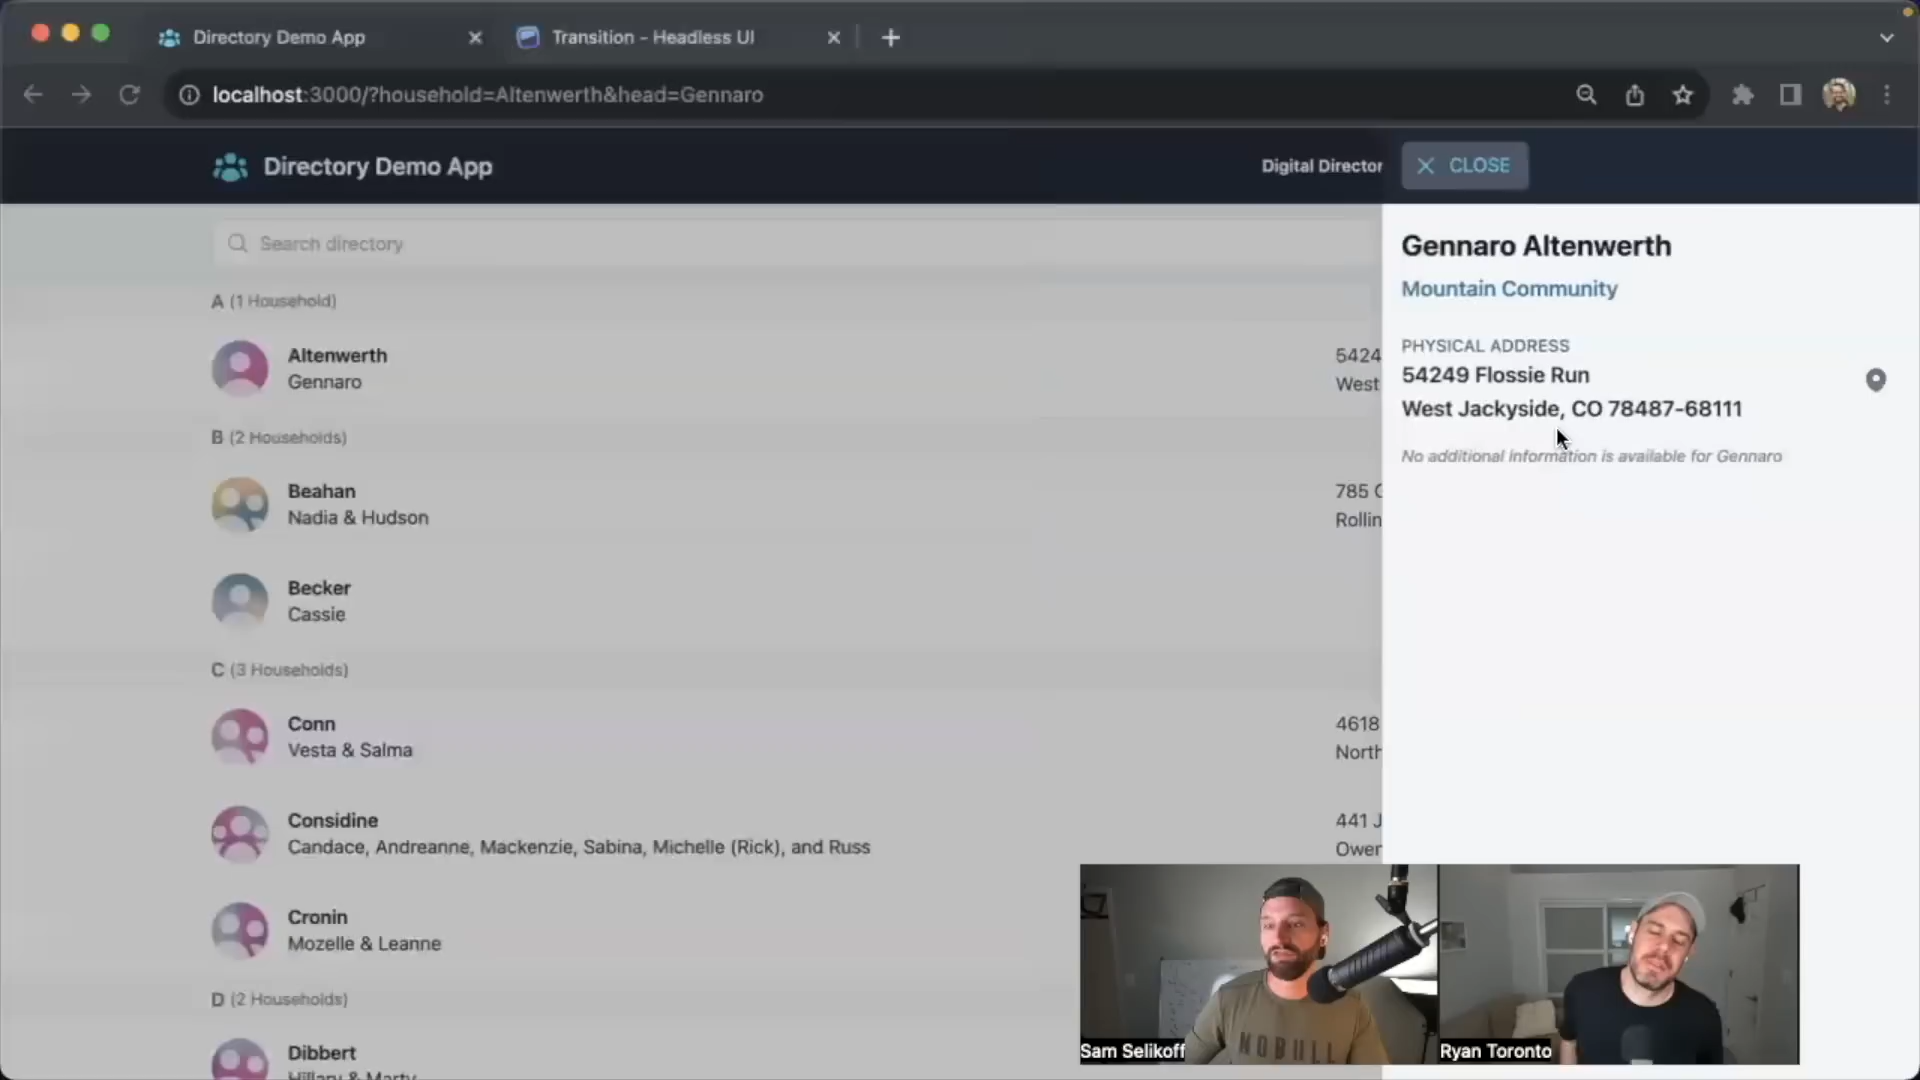 Directory Demo App
Transition – Headless UI
localhost:3000/?household=Altenwerth&head=Gennaro
Directory Demo App
Digital Director
CLOSE
Search directory
A (1 Household)
Altenwerth
Gennaro
5424
West
B (2 Households)
Beahan
Nadia & Hudson
785
Rollin
Becker
Cassie
C (3 Households)
Conn
Vesta & Salma
4618
North
Considine
Candace, Andreanne, Mackenzie, Sabina, Michelle (Rick), and Russ
441 J
Ower
Cronin
Mozelle & Leanne
D (2 Households)
Dibbert
Hillary & Marty
Gennaro Altenwerth
Mountain Community
PHYSICAL ADDRESS
54249 Flossie Run
West Jackyside, CO 78487-68111
No additional information is available for Gennaro
NOBULL
Sam Selikoff
Ryan Toronto